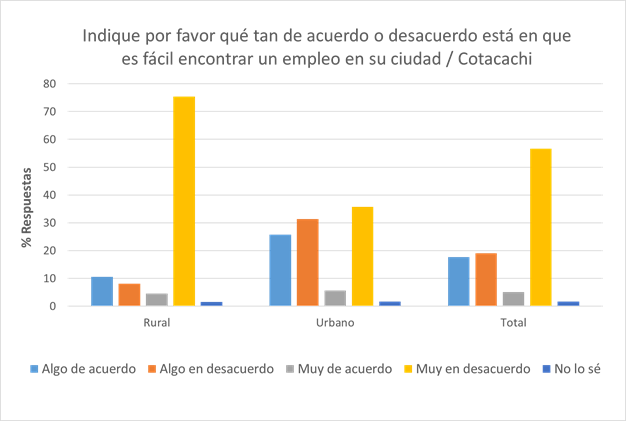 Indique por favor qué tan de acuerdo o desacuerdo está en que
es fácil encontrar un empleo en su ciudad / Cotacachi
% Respuestas
80
70
60
50
40
30
20
10
0
Rural Urbano Total
Algo de acuerdo Algo en desacuerdo Muy de acuerdo Muy en desacuerdo No lo sé